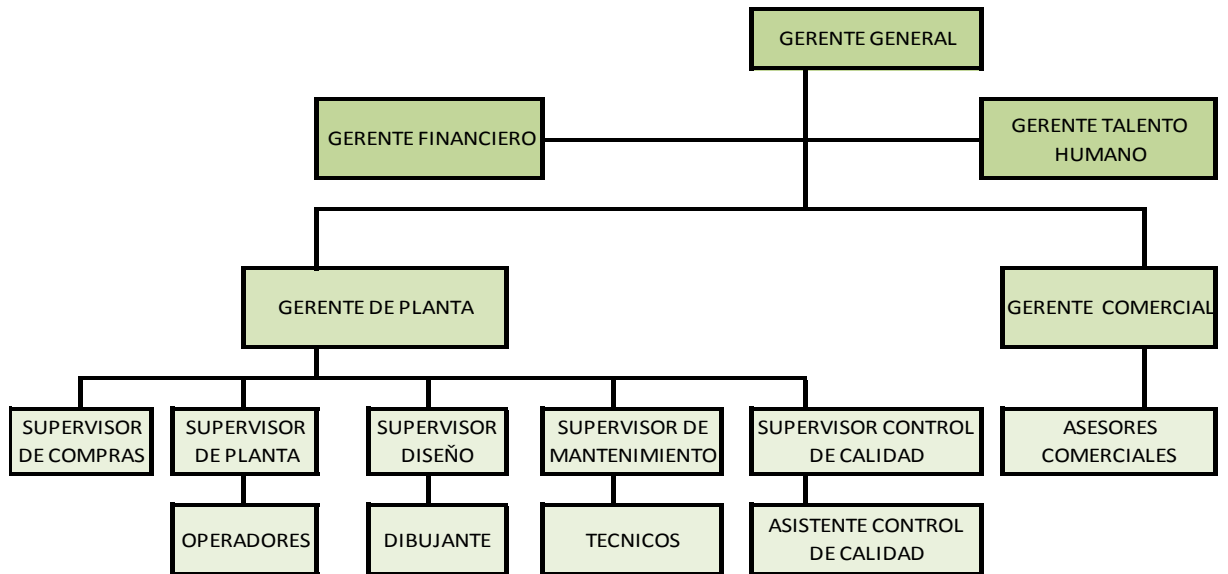 GERENTE GENERAL
GERENTE FINANCIERO
GERENTE TALENTO
HUMANO
GERENTE DE PLANTA
GERENTE COMERCIAL
SUPERVISOR
DE COMPRAS
SUPERVISOR
DE PLANTA
SUPERVISOR
DISEŇO
SUPERVISOR DE
MANTENIMIENTO
SUPERVISOR CONTROL
DE CALIDAD
ASESORES
COMERCIALES
OPERADORES
DIBUJANTE
TECNICOS
ASISTENTE CONTROL
DE CALIDAD